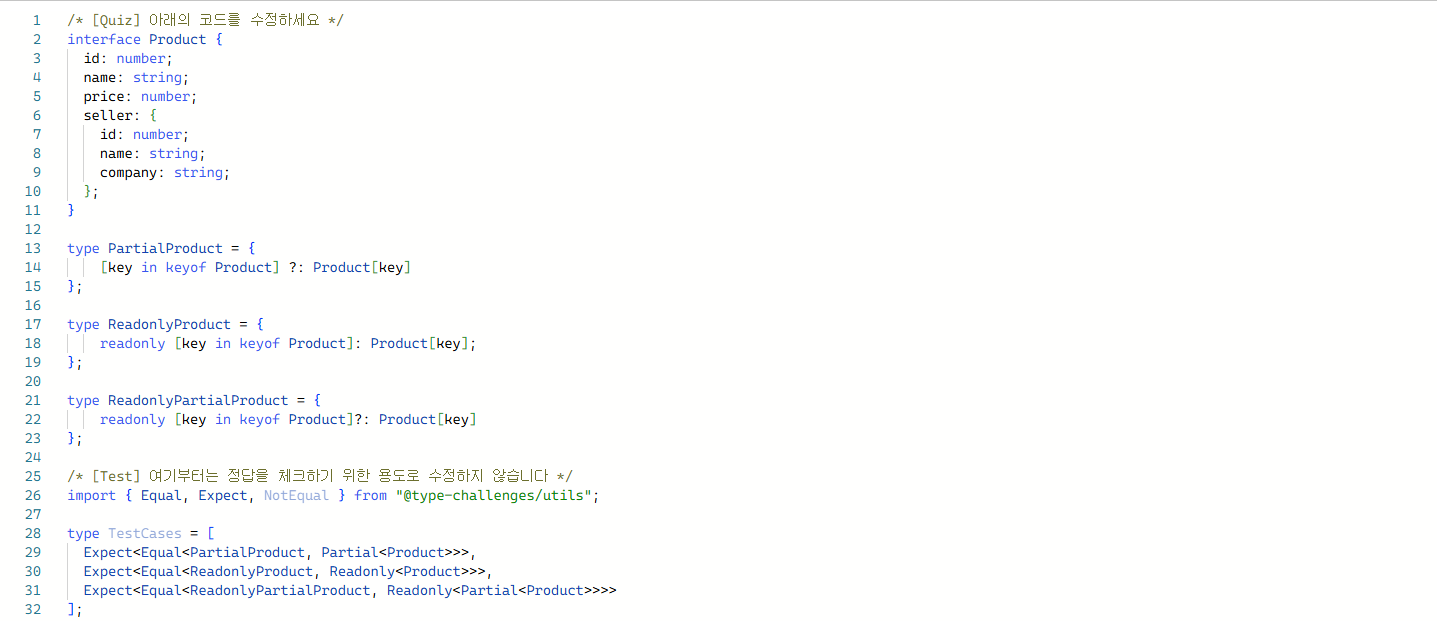 1 /* [Quiz] 아래의 코드를 수정하세요 */
2 interface Product {
3   id: number;
4   name: string;
5   price: number;
6   seller: {
7     id: number;
8     name: string;
9     company: string;
10   };
11 }
12
13 type PartialProduct = {
14     [key in keyof Product] ?: Product[key]
15 };
16
17 type ReadonlyProduct = {
18     readonly [key in keyof Product]: Product[key];
19 };
20
21 type ReadonlyPartialProduct = {
22     readonly [key in keyof Product]?: Product[key]
23 };
24
25 /* [Test] 여기부터는 정답을 체크하기 위한 용도로 수정하지 않습니다 */
26 import { Equal, Expect, NotEqual } from "@type-challenges/utils";
27
28 type TestCases = [
29   Expect<Equal<PartialProduct, Partial<Product>>>,
30   Expect<Equal<ReadonlyProduct, Readonly<Product>>>,
31   Expect<Equal<ReadonlyPartialProduct, Readonly<Partial<Product>>>>
32 ];